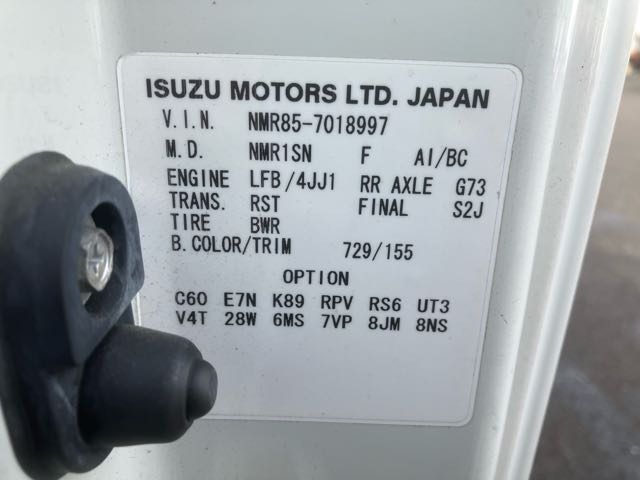 ISUZU MOTORS LTD. JAPAN
V.I.N. NMR85-7018997
M.D. NMR1SN F AI/BC
ENGINE LFB/4JJ1 RR AXLE G73
TRANS. RST FINAL S2J
TIRE BWR
B.COLOR/TRIM 729/155
OPTION
C60 E7N K89 RPV RS6 UT3
V4T 28W 6MS 7VP 8JM 8NS